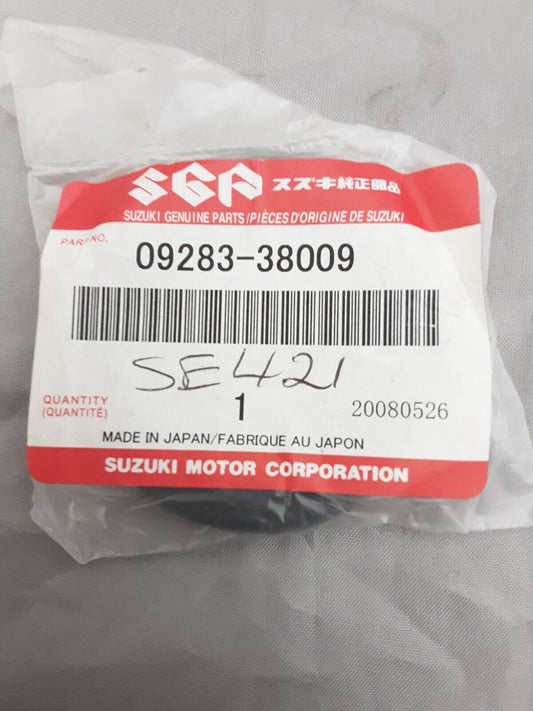 SGP スズキ純正部品
SUZUKI GENUINE PARTS/PIÈCES D'ORIGINE DE SUZUKI
PART NO.
09283-38009
SE421
QUANTITY
(QUANTITÉ)
1
20080526
MADE IN JAPAN/FABRIQUE AU JAPON
SUZUKI MOTOR CORPORATION